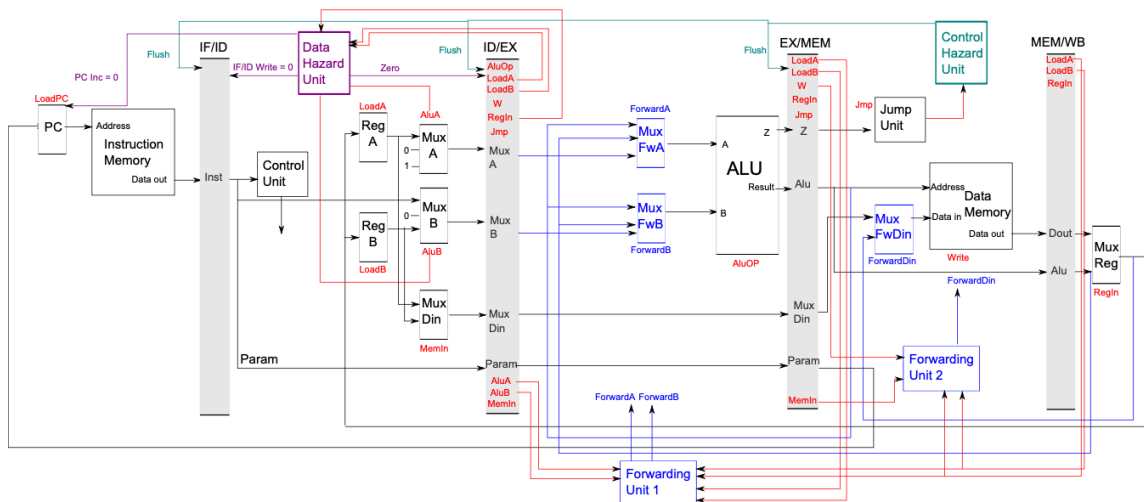 IF/ID
ID/EX
EX/MEM
MEM/WB
Data
Hazard
Unit
Control
Hazard
Unit
Flush
Flush
IF/ID Write = 0
Zero
PC Inc = 0
LoadPC
PC
Address
Instruction
Memory
Data out
Inst
Control
Unit
LoadA
Reg
A
Reg
B
LoadB
AluA
Mux
A
0
1
Mux
B
0
AluB
Mux
Din
MemIn
Param
AluOp
LoadA
LoadB
W
RegIn
Jmp
Mux
A
Mux
B
Mux
Din
Param
AluA
AluB
MemIn
ForwardA
Mux
FwA
Mux
FwB
ForwardB
A
B
ALU
Z
Result
AluOP
ForwardA
ForwardB
Forwarding
Unit 1
LoadA
LoadB
W
RegIn
Jmp
Z
Alu
Mux
Din
Param
MemIn
Jmp
Jump
Unit
Mux
FwDin
ForwardDin
Address
Data
Memory
Data in
Data out
Write
ForwardDin
Forwarding
Unit 2
LoadA
LoadB
RegIn
Dout
Alu
Mux
Reg
RegIn